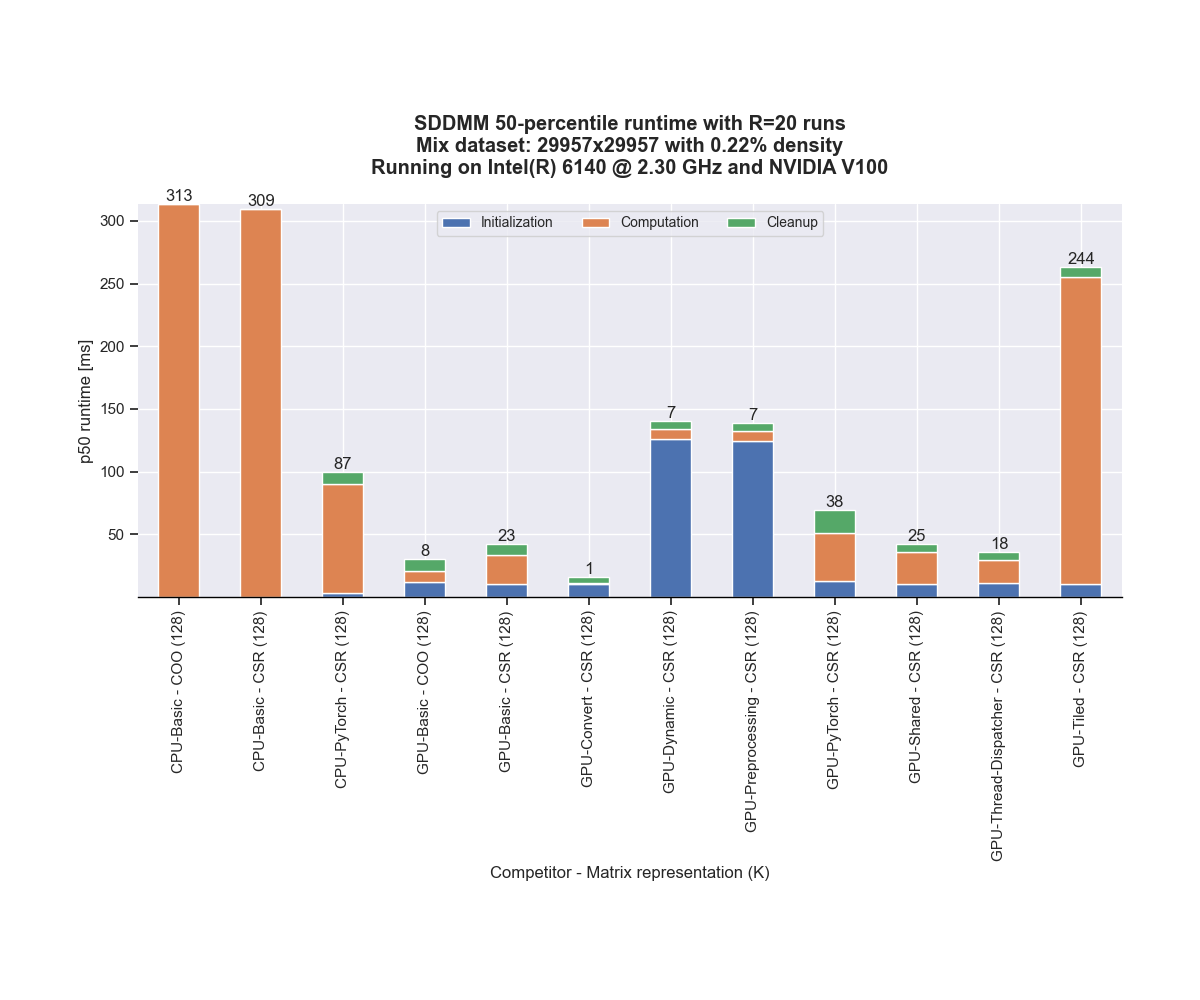 SDDMM 50-percentile runtime with R=20 runs
Mix dataset: 29957x29957 with 0.22% density
Running on Intel(R) 6140 @ 2.30 GHz and NVIDIA V100
Initialization
Computation
Cleanup
p50 runtime [ms]
300
250
200
150
100
50
313
309
87
8
23
1
7
7
38
25
18
244
CPU-Basic - COO (128)
CPU-Basic - CSR (128)
CPU-PyTorch - CSR (128)
GPU-Basic - COO (128)
GPU-Basic - CSR (128)
GPU-Convert - CSR (128)
GPU-Dynamic - CSR (128)
GPU-Preprocessing - CSR (128)
GPU-PyTorch - CSR (128)
GPU-Shared - CSR (128)
GPU-Thread-Dispatcher - CSR (128)
GPU-Tiled - CSR (128)
Competitor - Matrix representation (K)